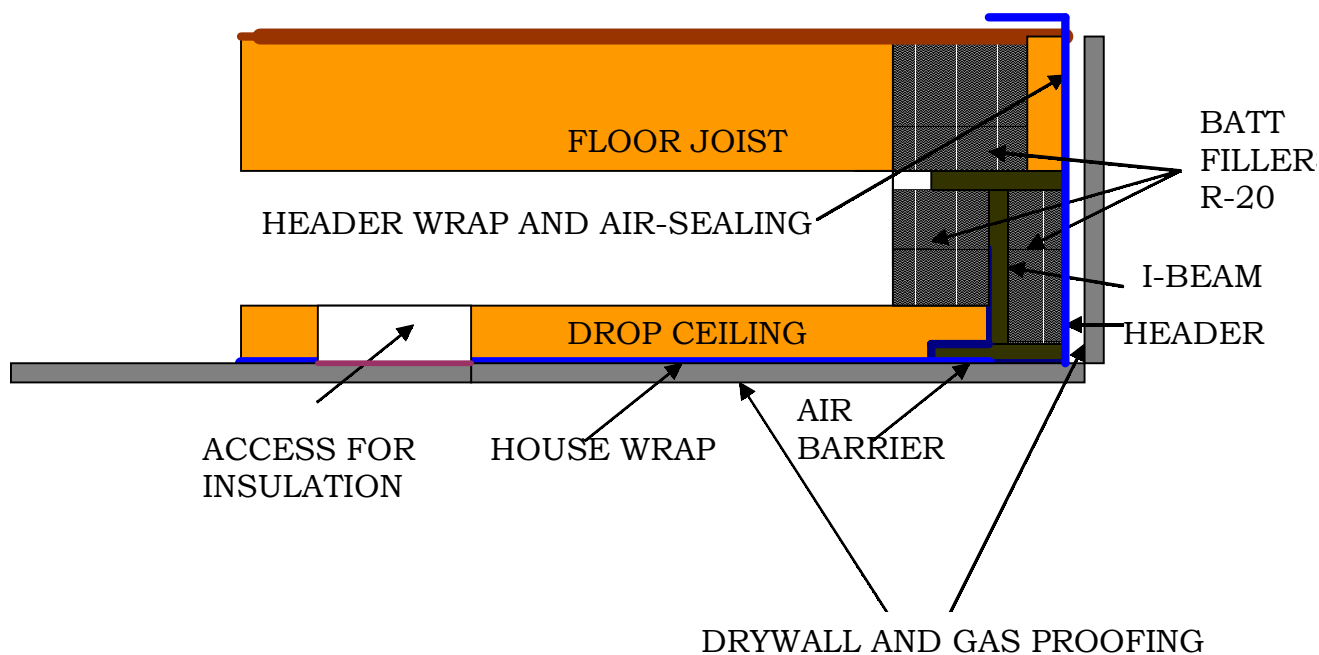 FLOOR JOIST
BATT
FILLERS
R-20
HEADER WRAP AND AIR-SEALING
I-BEAM
DROP CEILING
HEADER
AIR
BARRIER
ACCESS FOR
INSULATION
HOUSE WRAP
DRYWALL AND GAS PROOFING